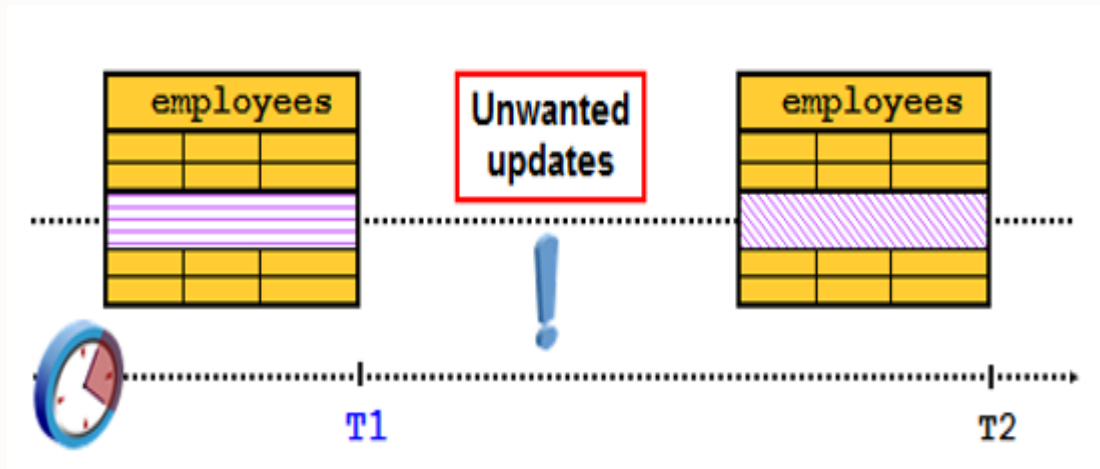 employees
Unwanted
updates
employees
T1
T2